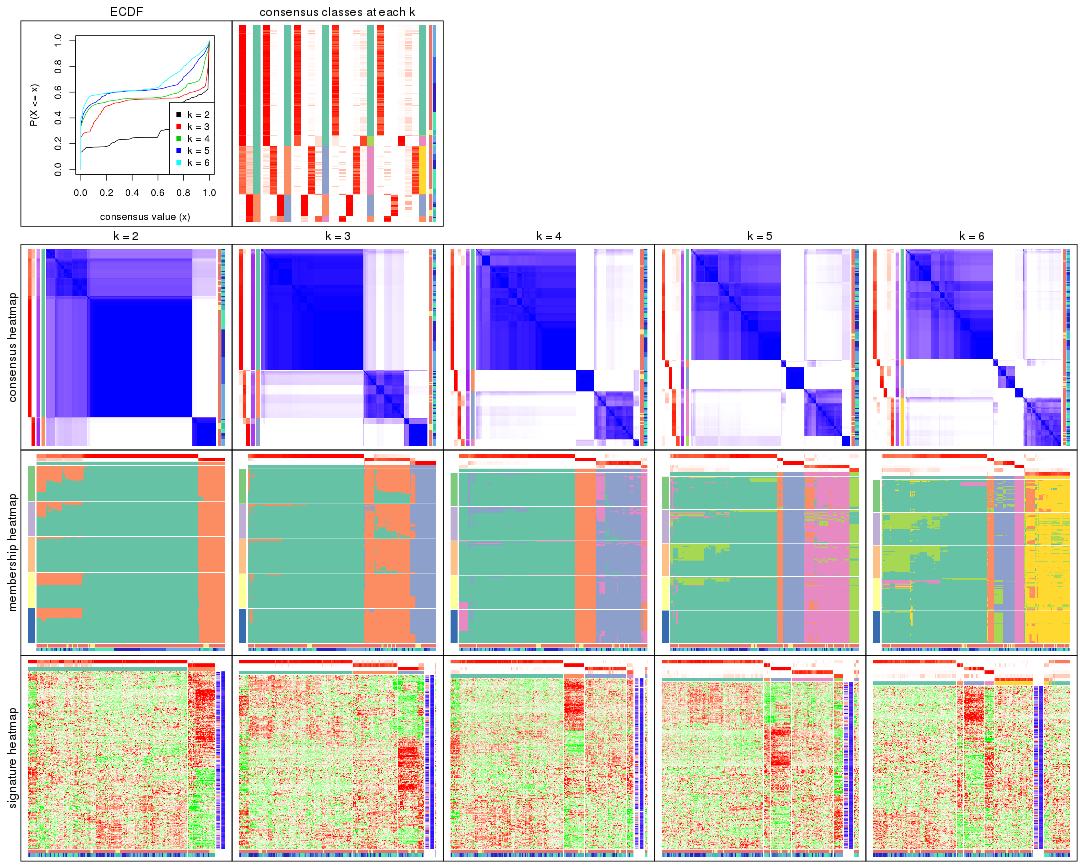 ECDF
consensus classes at each k
P(X <= x)
0.0 0.2 0.4 0.6 0.8 1.0
k = 2
k = 3
k = 4
k = 5
k = 6
0.0 0.2 0.4 0.6 0.8 1.0
consensus value (x)
k = 2
k = 3
k = 4
k = 5
k = 6
consensus heatmap
membership heatmap
signature heatmap